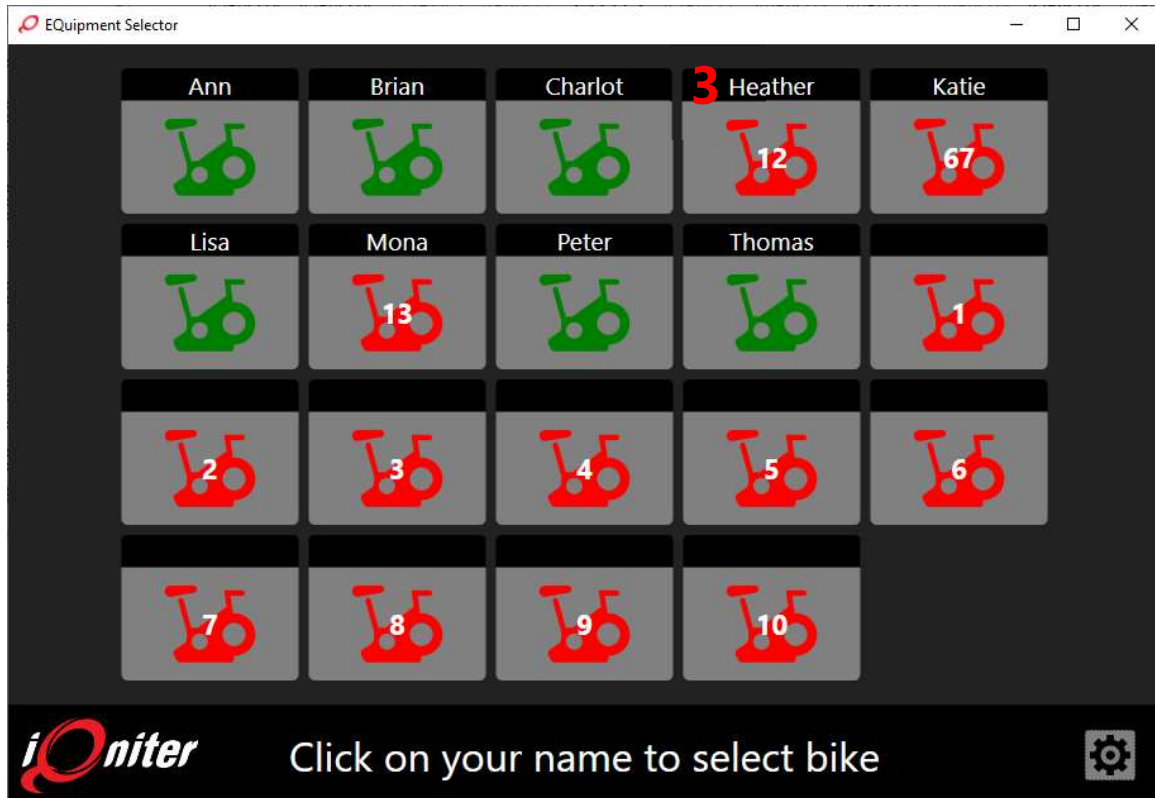 EQuipment Selector
Ann Brian Charlot 3 Heather Katie
12 67
Lisa Mona Peter Thomas
13 1
2 3 4 5 6
7 8 9 10
iQniter
Click on your name to select bike